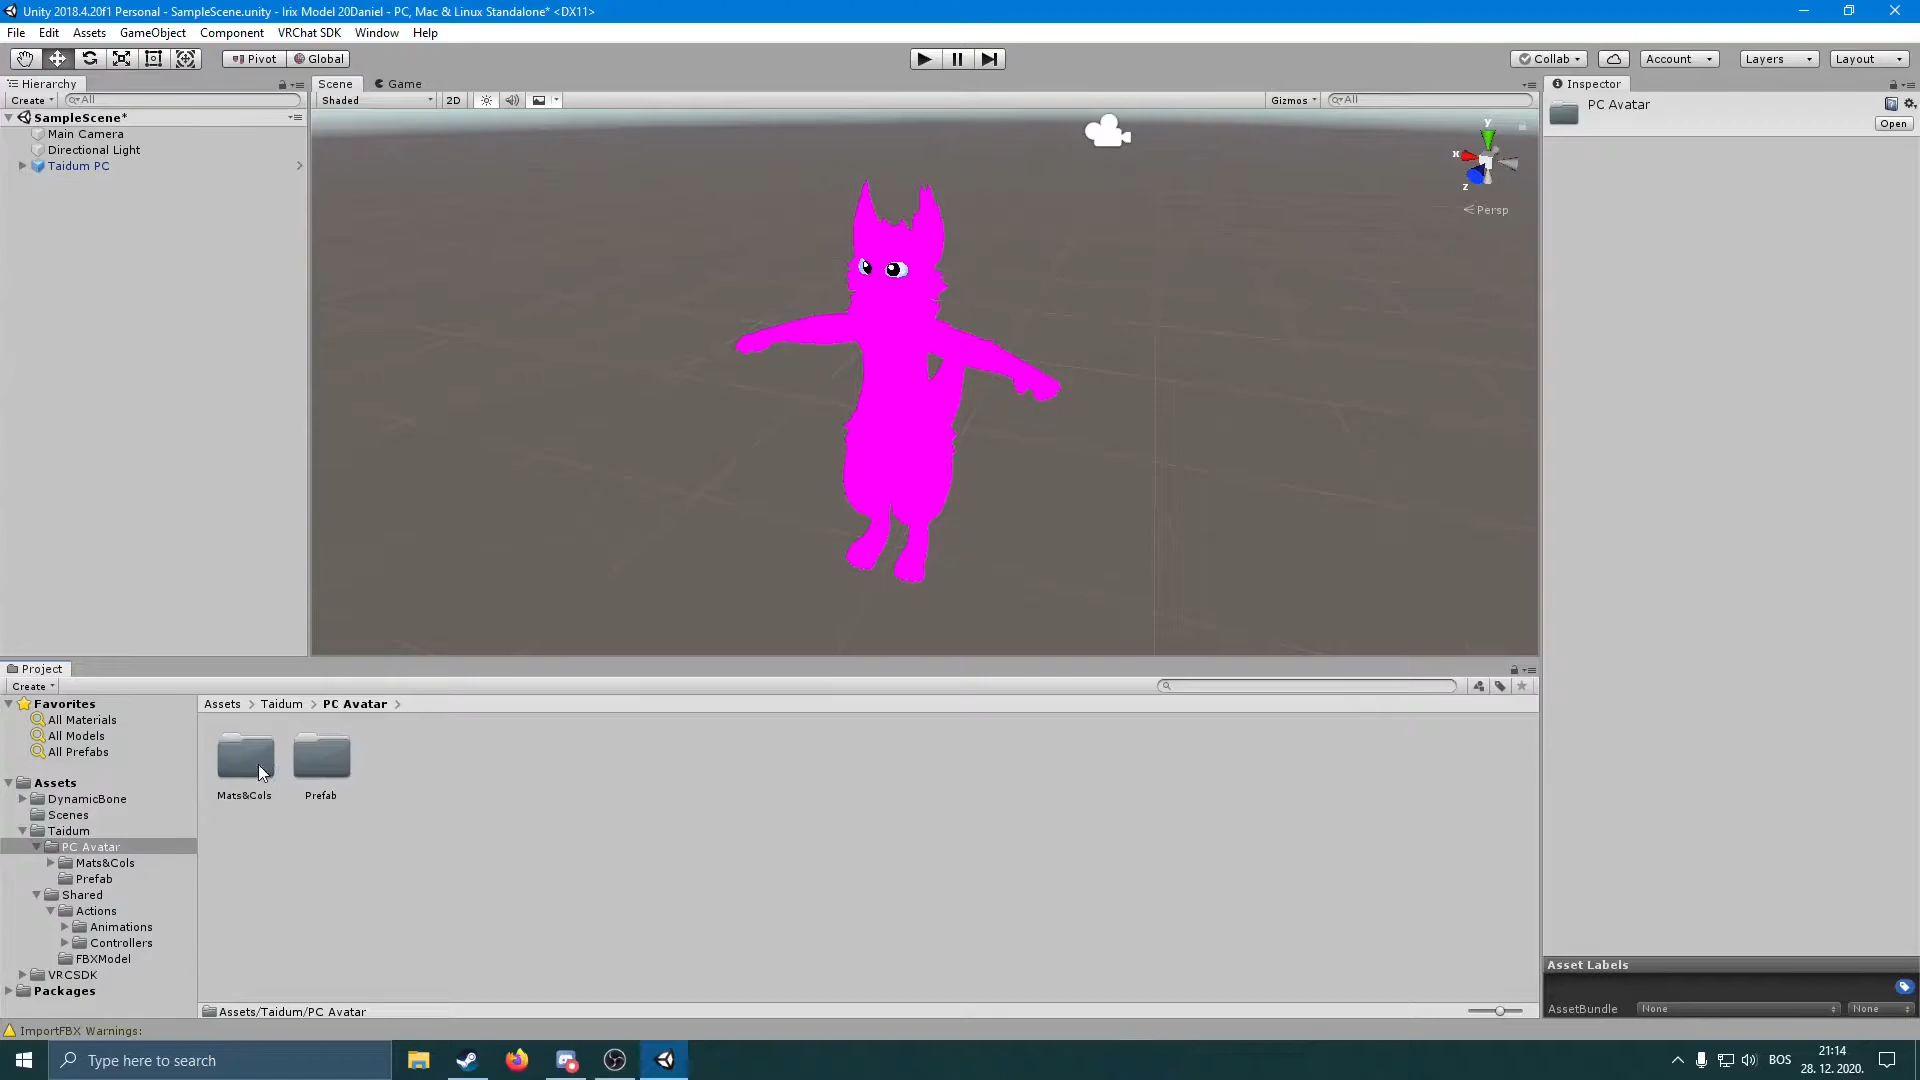 Unity 2018.4.20f1 Personal - SampleScene.unity - Irix Model 20Daniel - PC, Mac & Linux Standalone* <DX11>
File Edit Assets GameObject Component VRChat SDK Window Help
Pivot Global Collab Account Layers Layout
Hierarchy
Create All
SampleScene*
Main Camera
Directional Light
Taidum PC
Scene Game
Shaded 2D Gizmos All
y
x
z
Persp
Inspector
PC Avatar
Open
Project
Create
Favorites
All Materials
All Models
All Prefabs
Assets
DynamicBone
Scenes
Taidum
PC Avatar
Mats&Cols
Prefab
Shared
Actions
Animations
Controllers
FBXModel
VRCSDK
Packages
Assets > Taidum > PC Avatar >
Mats&Cols Prefab
Assets/Taidum/PC Avatar
Asset Labels
AssetBundle None None
ImportFBX Warnings:
Type here to search
BOS
21:14
28. 12. 2020.